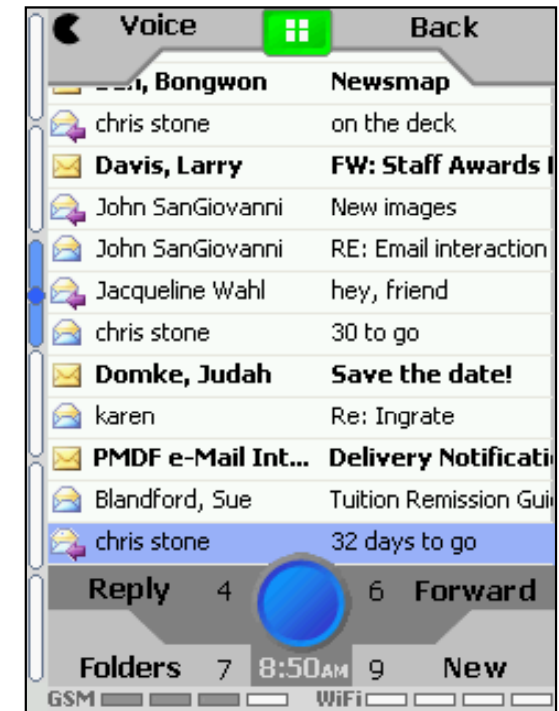 Voice Back
n, Bongwon Newsmap
chris stone on the deck
Davis, Larry FW: Staff Awards
John SanGiovanni New images
John SanGiovanni RE: Email interaction
Jacqueline Wahl hey, friend
chris stone 30 to go
Domke, Judah Save the date!
karen Re: Ingrate
PMDF e-Mail Int... Delivery Notificati
Blandford, Sue Tuition Remission Gui
chris stone 32 days to go
Reply 4 6 Forward
Folders 7 8:50AM 9 New
GSM WiFi